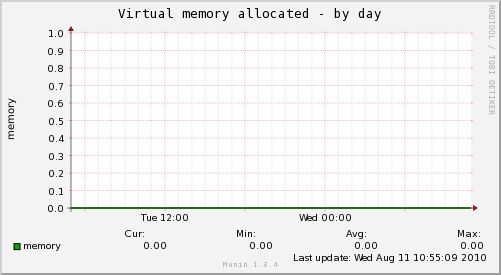 Virtual memory allocated - by day
RRDTOOL / TOBI OETIKER
memory
1.0
0.9
0.8
0.7
0.6
0.5
0.4
0.3
0.2
0.1
0.0
Tue 12:00 Wed 00:00
Cur: Min: Avg: Max:
memory 0.00 0.00 0.00 0.00
Last update: Wed Aug 11 10:55:09 2010
Munin 1.3.4